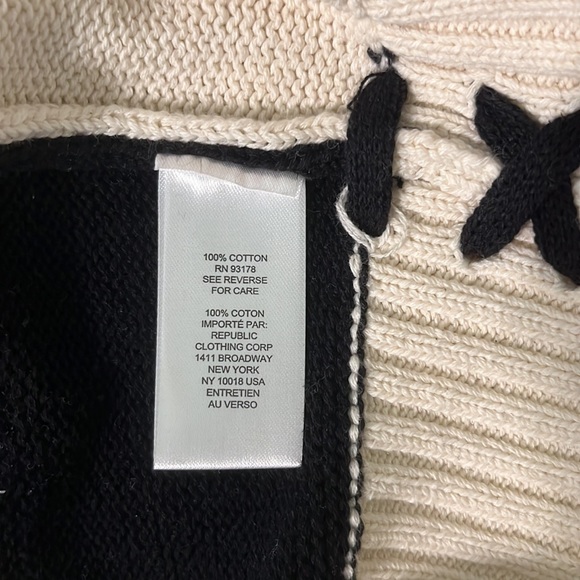 100% COTTON
RN 93178
SEE REVERSE
FOR CARE
100% COTON
IMPORTÉ PAR:
REPUBLIC
CLOTHING CORP
1411 BROADWAY
NEW YORK
NY 10018 USA
ENTRETIEN
AU VERSO